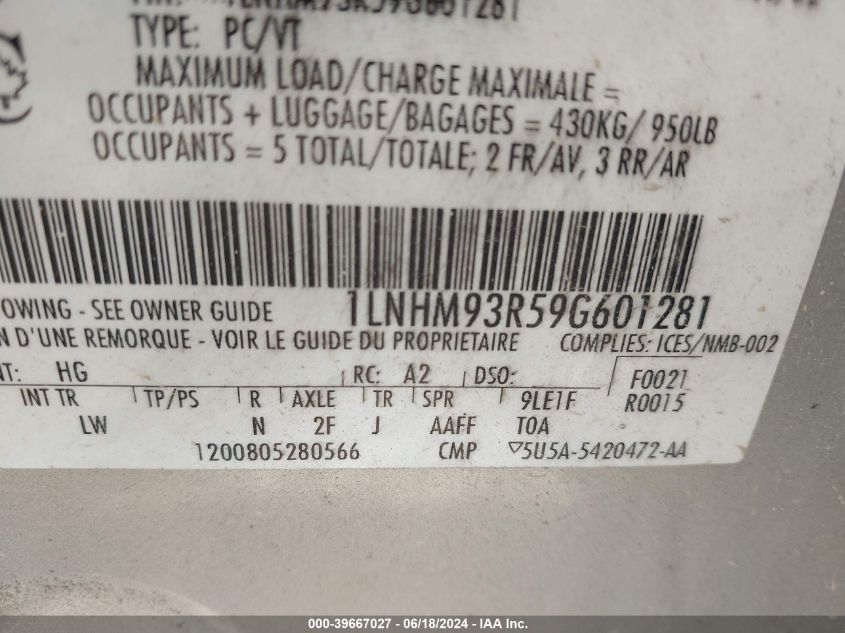 1LNHM93R59G601281
TYPE: PC/VT
MAXIMUM LOAD/CHARGE MAXIMALE =
OCCUPANTS + LUGGAGE/BAGAGES = 430KG/ 950LB
OCCUPANTS = 5 TOTAL/TOTALE; 2 FR/AV, 3 RR/AR
OWING - SEE OWNER GUIDE 1LNHM93R59G601281
N D'UNE REMORQUE - VOIR LE GUIDE DU PROPRIETAIRE COMPLIES: ICES/NMB-002
NT: HG RC: A2 DSO: F0021
INT TR TP/PS R AXLE TR SPR 9LE1F R0015
LW N 2F J AAFF TOA
1200805280566 CMP ▽5U5A-5420472-AA
000-39667027 - 06/18/2024 - IAA Inc.